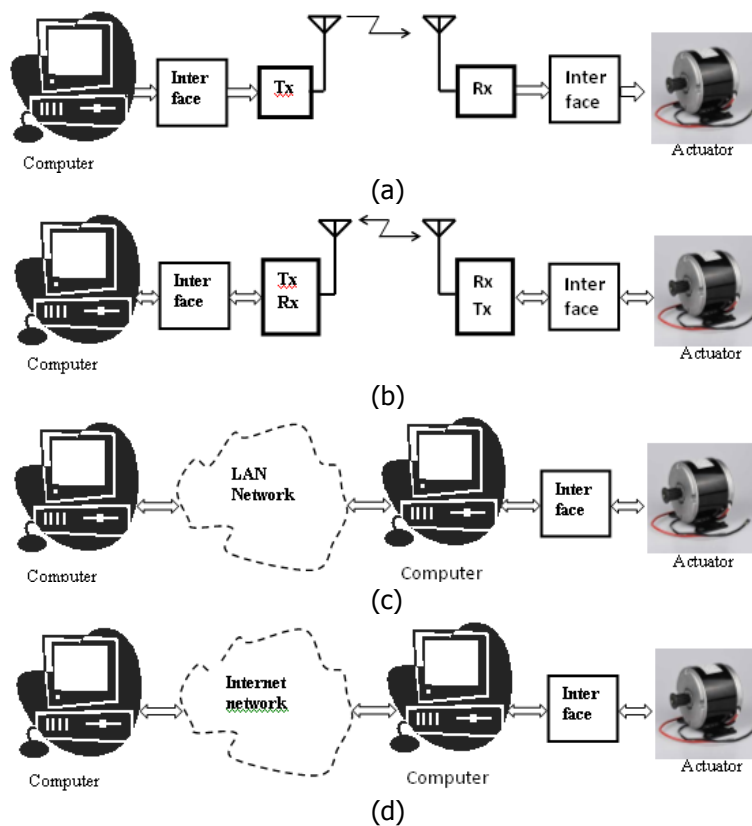 Inter
face
Tx
Rx
Inter
face
Computer
Actuator
(a)
Inter
face
Tx
Rx
Rx
Tx
Inter
face
Computer
Actuator
(b)
LAN
Network
Inter
face
Computer
Computer
Actuator
(c)
Internet
network
Inter
face
Computer
Computer
Actuator
(d)